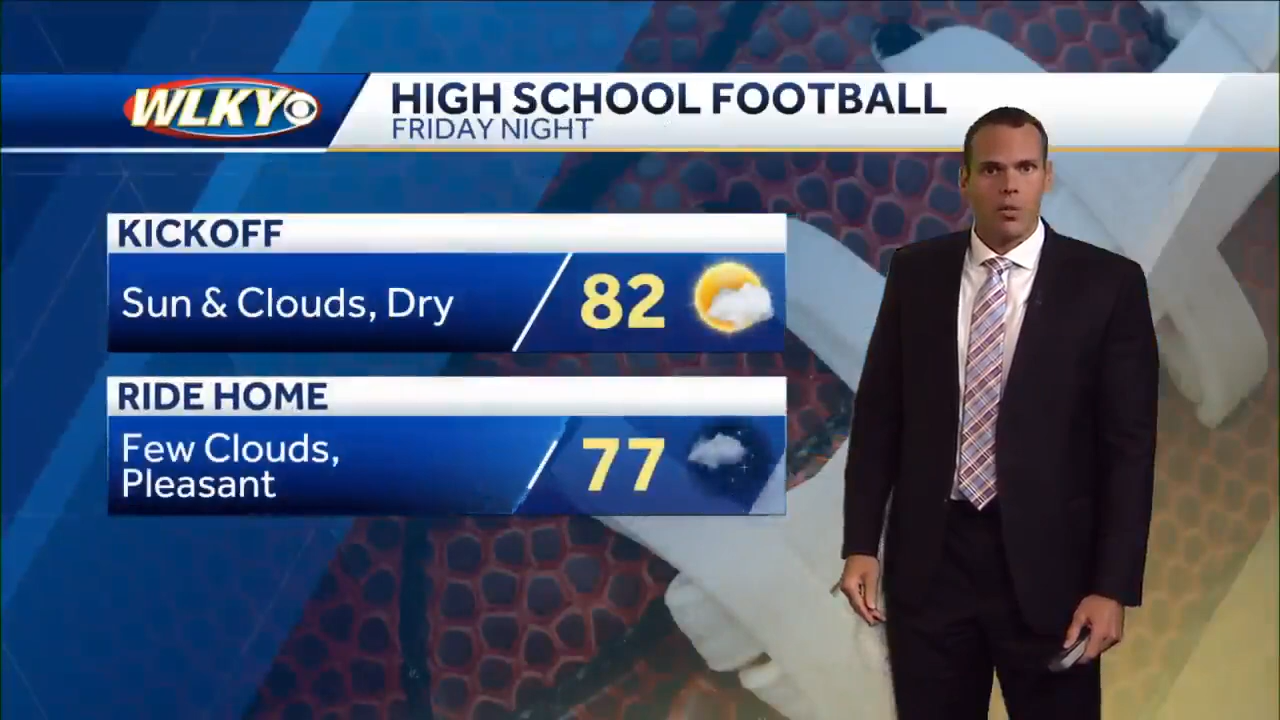 WLKY
HIGH SCHOOL FOOTBALL
FRIDAY NIGHT
KICKOFF
Sun & Clouds, Dry
82
RIDE HOME
Few Clouds,
Pleasant
77